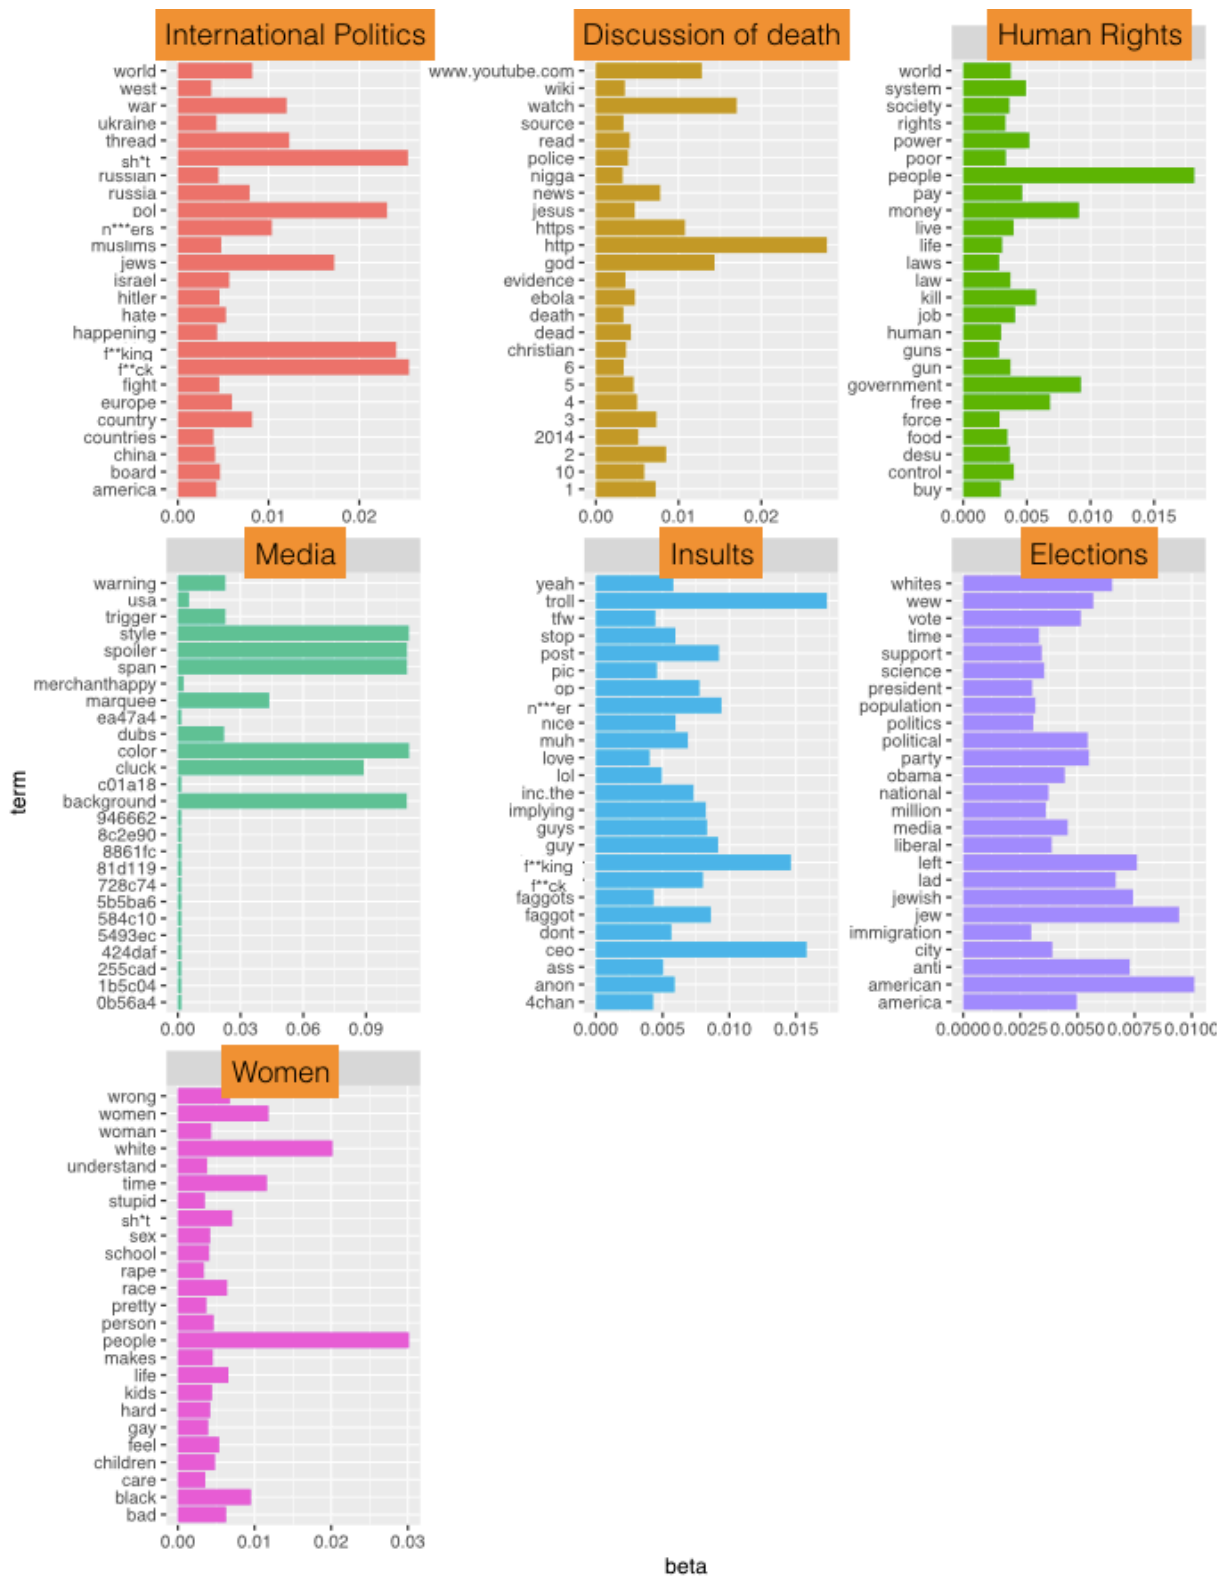 International Politics
world
west
war
ukraine
thread
sh*t
russian
russia
pol
n***ers
muslims
jews
israel
hitler
hate
happening
f**king
f**ck
fight
europe
country
countries
china
board
america
0.00 0.01 0.02
Discussion of death
www.youtube.com
wiki
watch
source
read
police
nigga
news
jesus
https
http
god
evidence
ebola
death
dead
christian
6
5
4
3
2014
2
10
1
0.00 0.01 0.02
Human Rights
world
system
society
rights
power
poor
people
pay
money
live
life
laws
law
kill
job
human
guns
gun
government
free
force
food
desu
control
buy
0.000 0.005 0.010 0.015
term
Media
warning
usa
trigger
style
spoiler
span
merchanthappy
marquee
ea47a4
dubs
color
cluck
c01a18
background
946662
8c2e90
8861fc
81d119
728c74
5b5ba6
584c10
5493ec
424daf
255cad
1b5c04
0b56a4
0.00 0.03 0.06 0.09
Insults
yeah
troll
tfw
stop
post
pic
op
n***er
nice
muh
love
lol
inc.the
implying
guys
guy
f**king
f**ck
faggots
faggot
dont
ceo
ass
anon
4chan
0.000 0.005 0.010 0.015
Elections
whites
wew
vote
time
support
science
president
population
politics
political
party
obama
national
million
media
liberal
left
lad
jewish
jew
immigration
city
anti
american
america
0.0000 0.0025 0.0050 0.0075 0.0100
Women
wrong
women
woman
white
understand
time
stupid
sh*t
sex
school
rape
race
pretty
person
people
makes
life
kids
hard
gay
feel
children
care
black
bad
0.00 0.01 0.02 0.03
beta